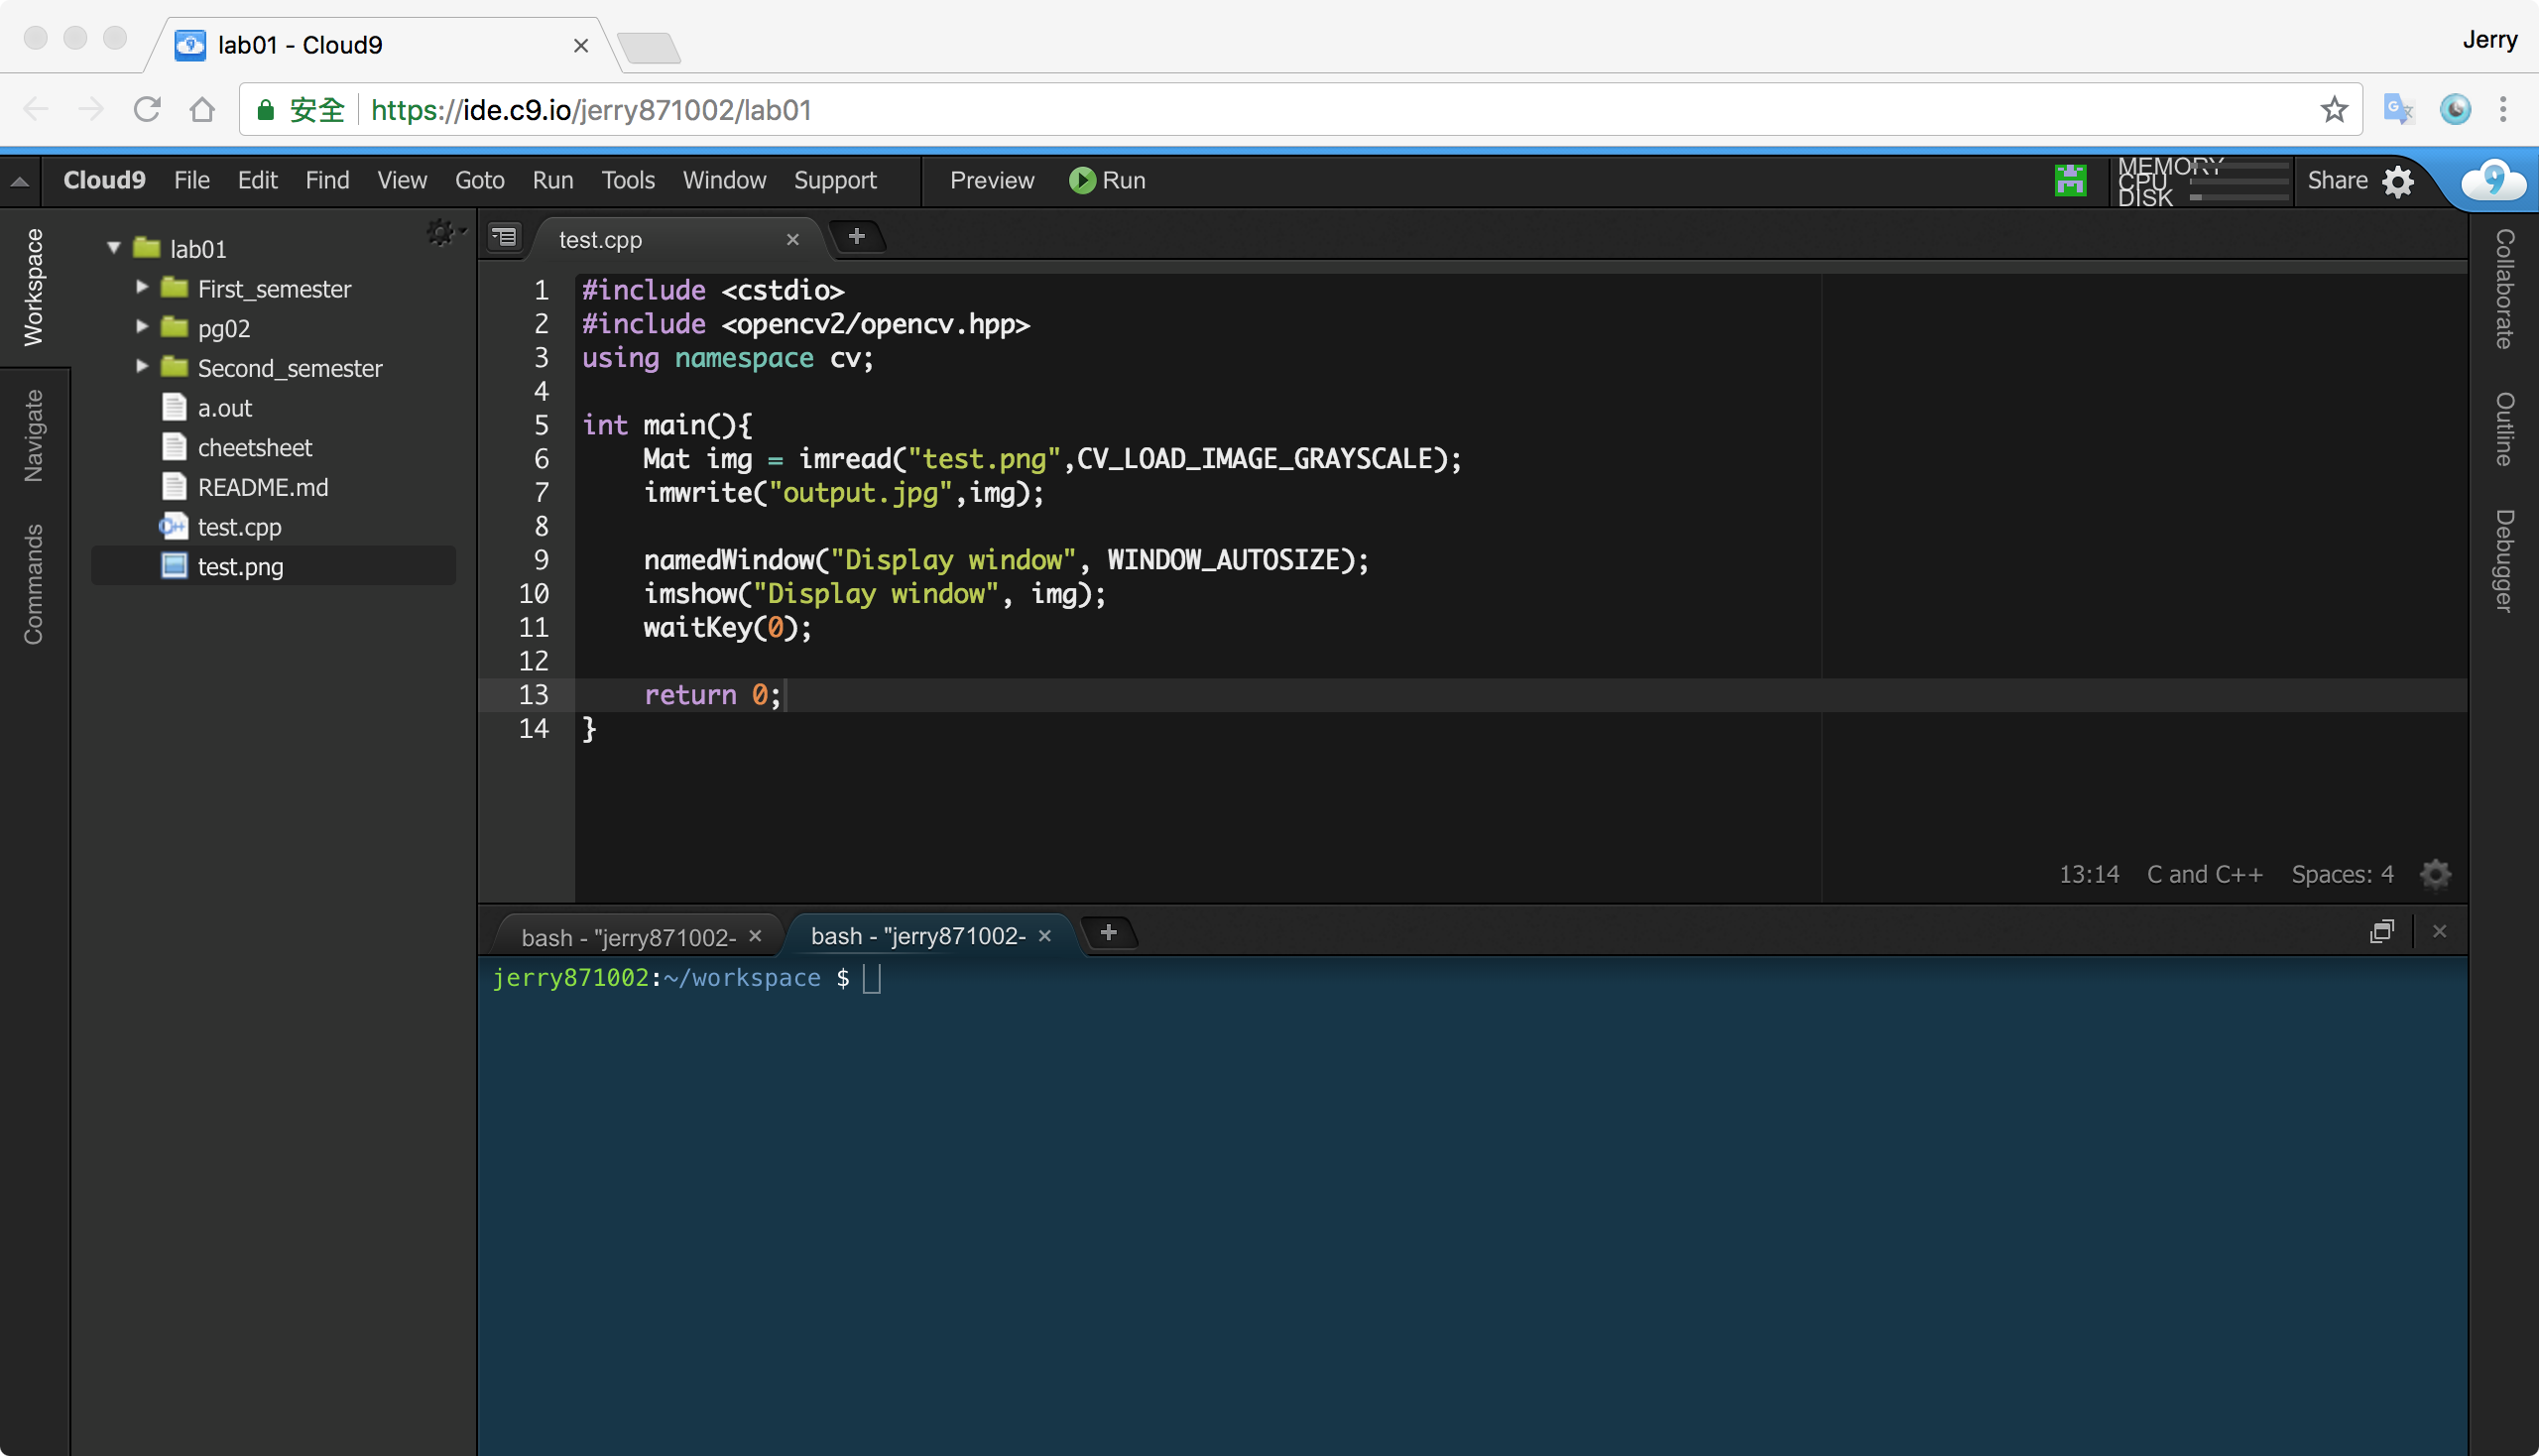 lab01 - Cloud9
Jerry
安全 https://ide.c9.io/jerry871002/lab01
Cloud9 File Edit Find View Goto Run Tools Window Support Preview Run
MEMORY
CPU
DISK
Share
Workspace
Navigate
Commands
lab01
First_semester
pg02
Second_semester
a.out
cheetsheet
README.md
test.cpp
test.png
test.cpp
1 #include <cstdio>
2 #include <opencv2/opencv.hpp>
3 using namespace cv;
4
5 int main(){
6 Mat img = imread("test.png",CV_LOAD_IMAGE_GRAYSCALE);
7 imwrite("output.jpg",img);
8
9 namedWindow("Display window", WINDOW_AUTOSIZE);
10 imshow("Display window", img);
11 waitKey(0);
12
13 return 0;
14 }
13:14 C and C++ Spaces: 4
Collaborate
Outline
Debugger
bash - "jerry871002- bash - "jerry871002-
jerry871002:~/workspace $